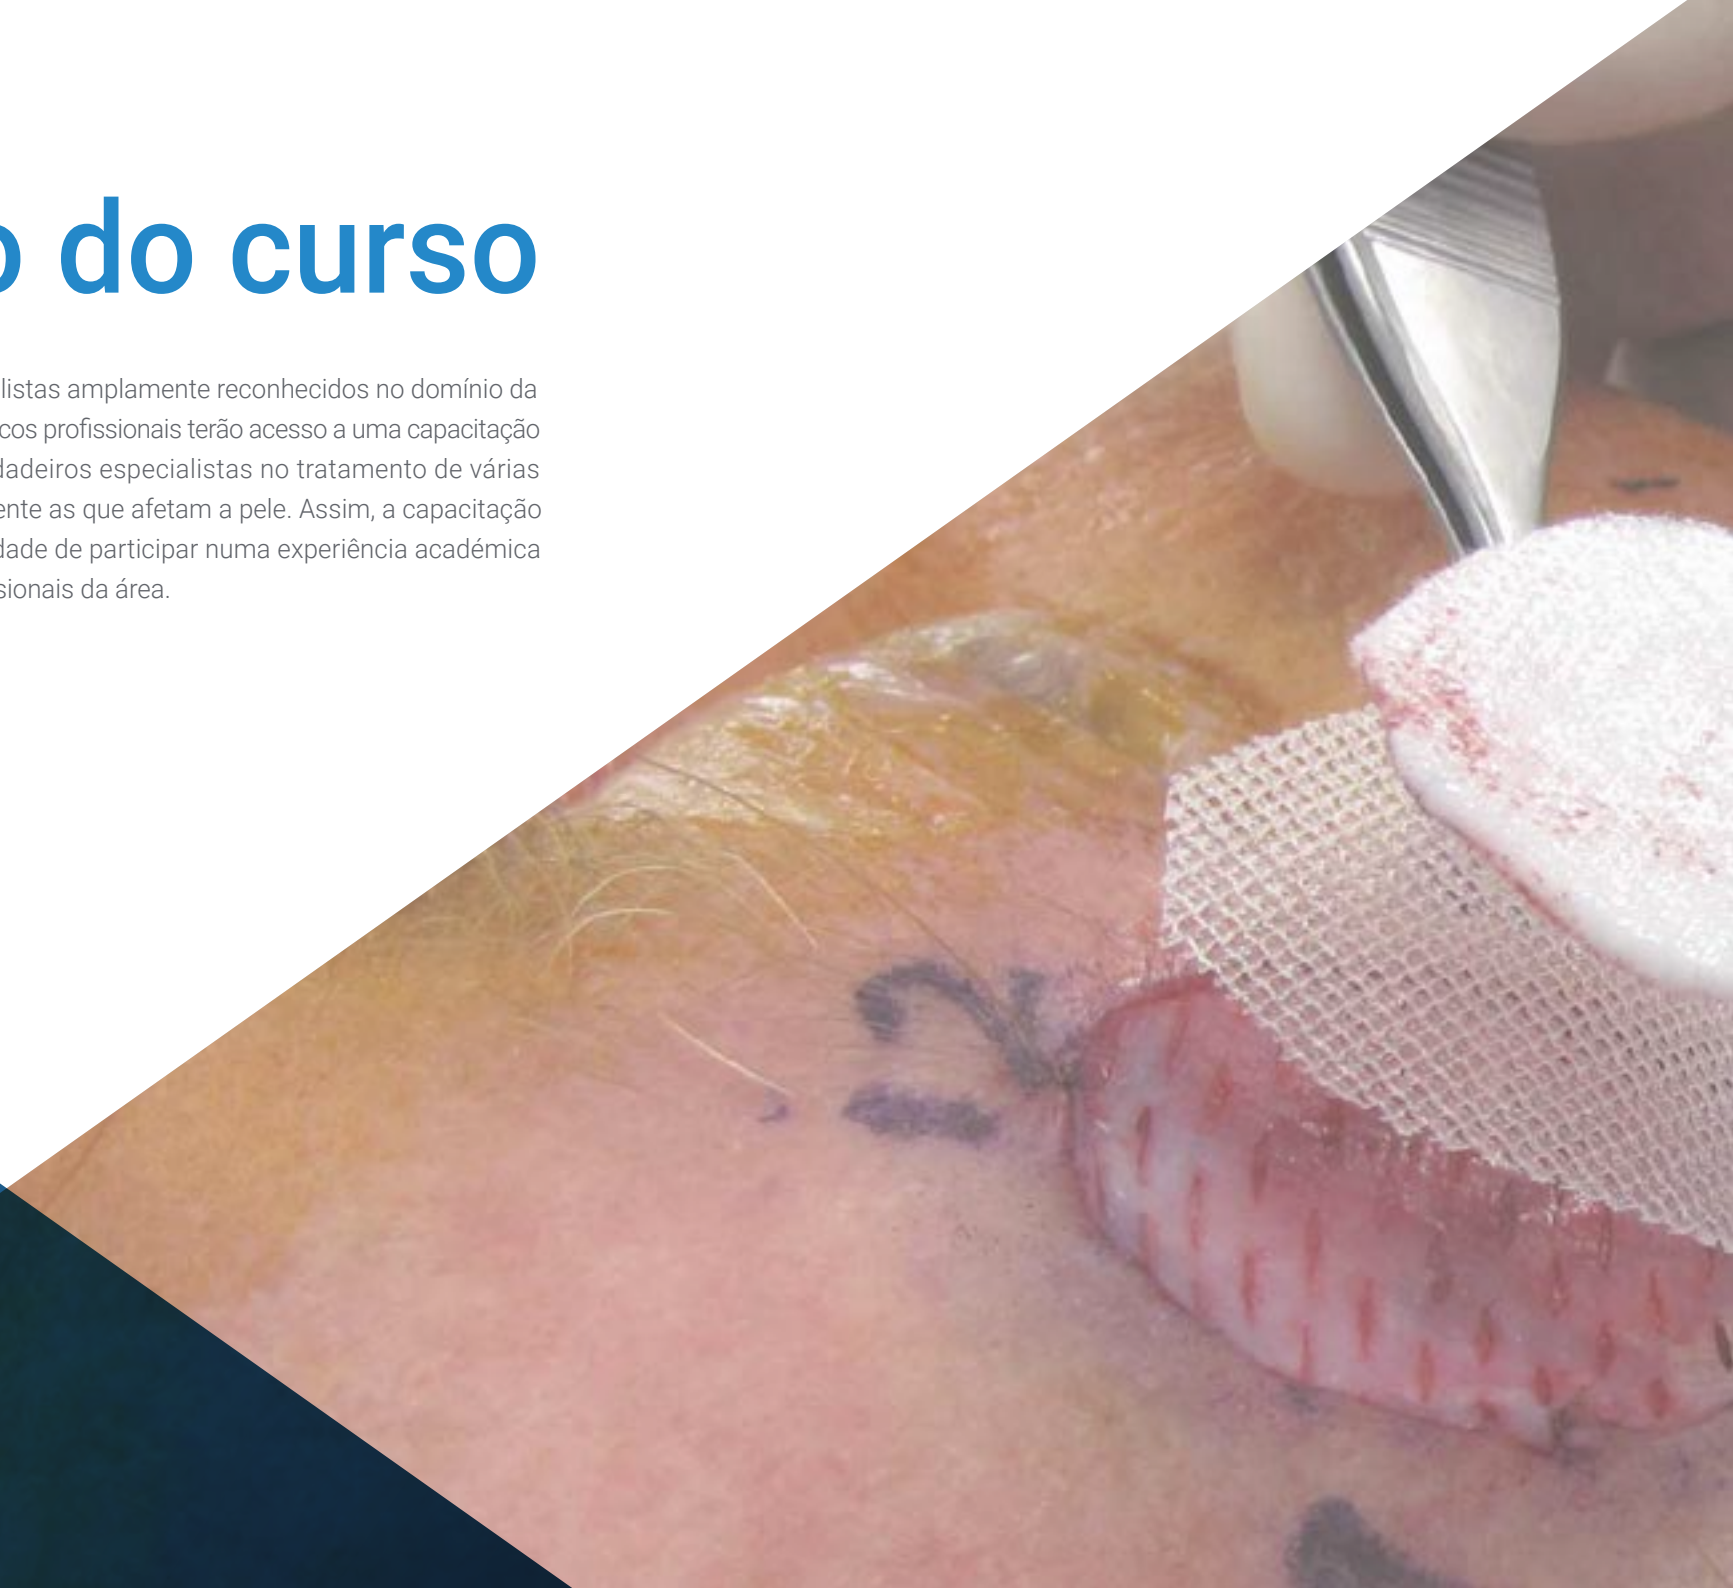 o do curso
listas amplamente reconhecidos no domínio da
cos profissionais terão acesso a uma capacitação
dadeiros especialistas no tratamento de várias
ente as que afetam a pele. Assim, a capacitação
dade de participar numa experiência académica
sionais da área.